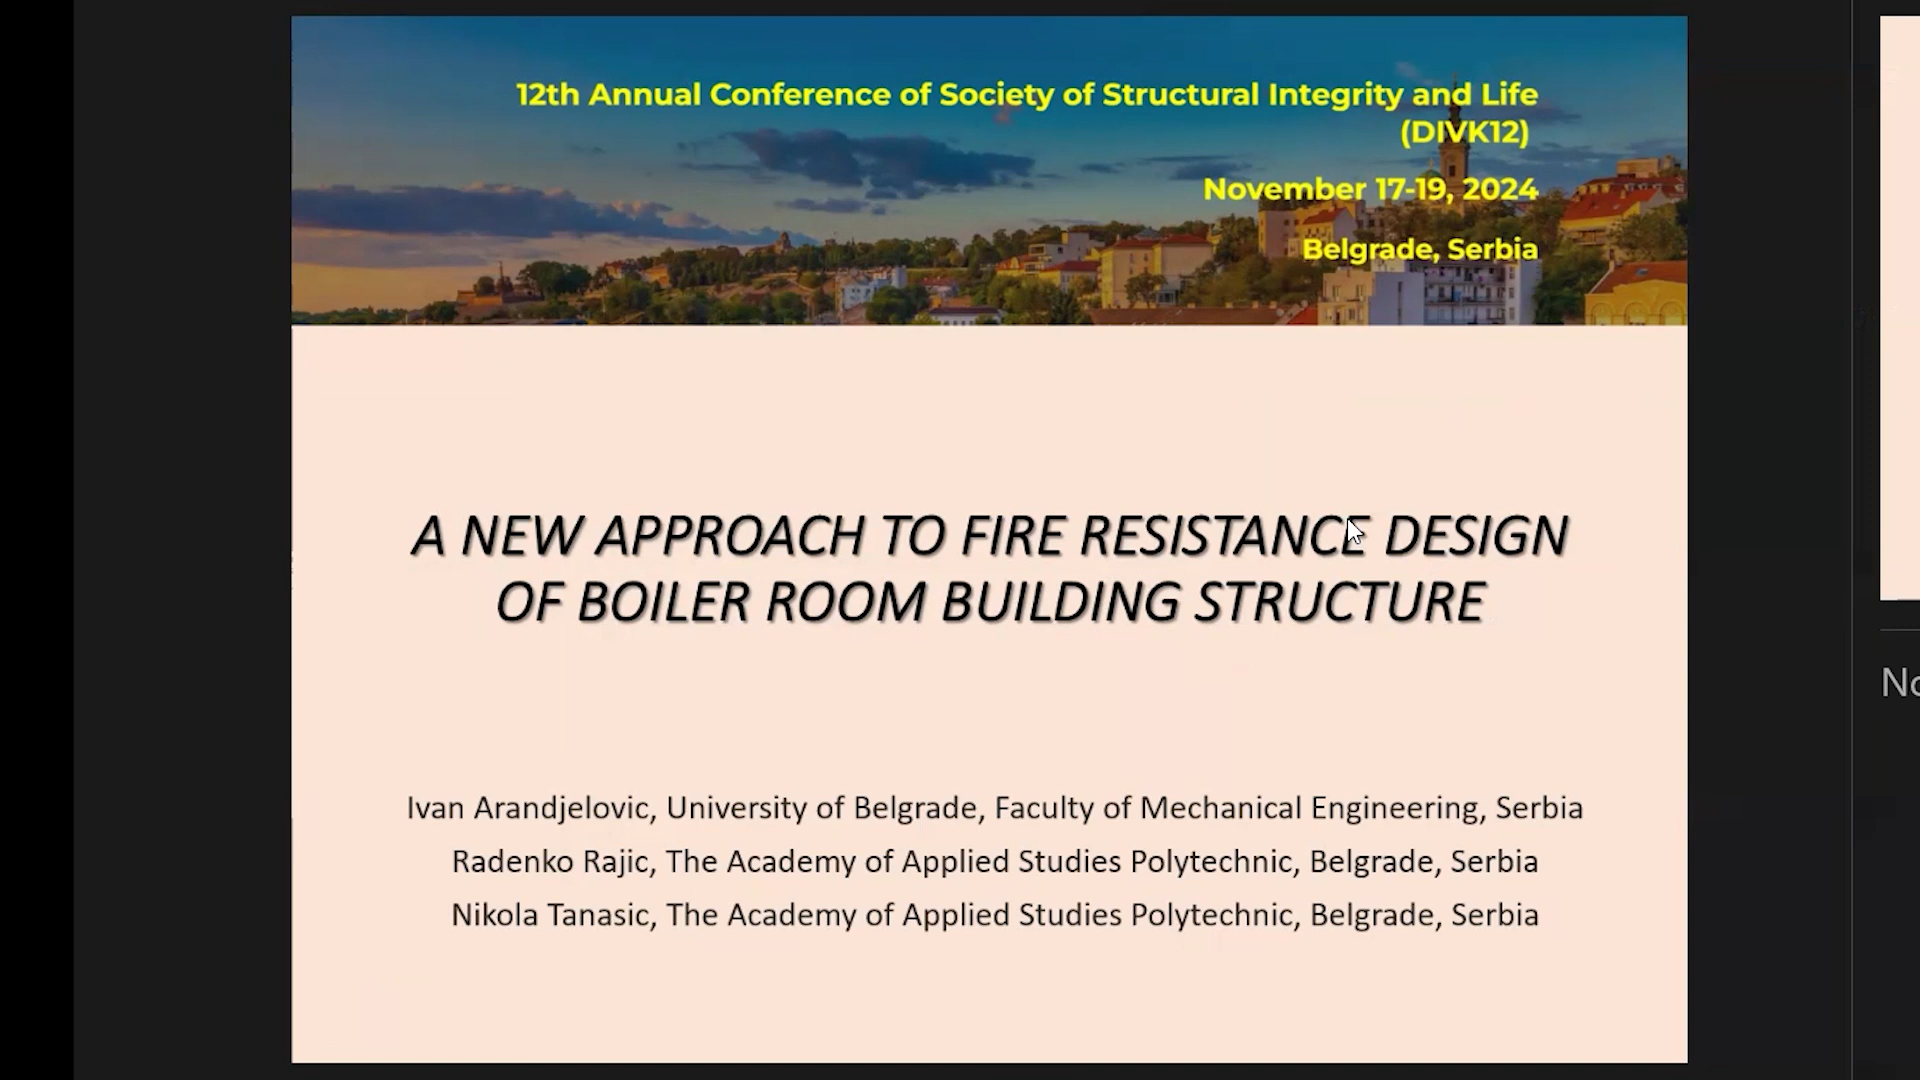 12th Annual Conference of Society of Structural Integrity and Life
(DIVK12)
November 17-19, 2024
Belgrade, Serbia
A NEW APPROACH TO FIRE RESISTANCE DESIGN
OF BOILER ROOM BUILDING STRUCTURE
Ivan Arandjelovic, University of Belgrade, Faculty of Mechanical Engineering, Serbia
Radenko Rajic, The Academy of Applied Studies Polytechnic, Belgrade, Serbia
Nikola Tanasic, The Academy of Applied Studies Polytechnic, Belgrade, Serbia